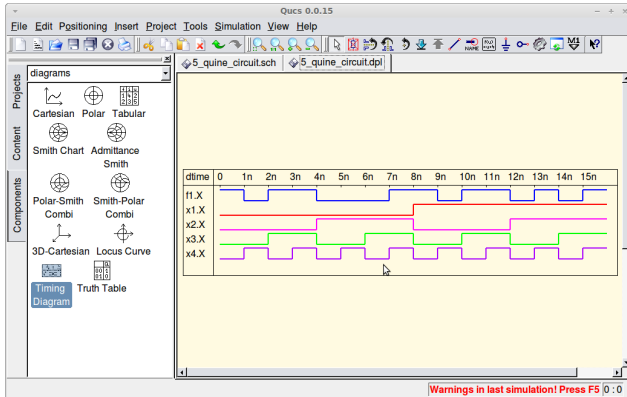 Qucs 0.0.15
File Edit Positioning Insert Project Tools Simulation View Help
NAME
M1
5_quine_circuit.sch 5_quine_circuit.dpl
Projects
Content
Components
diagrams
Cartesian Polar Tabular
Smith Chart Admittance
Smith
Polar-Smith Smith-Polar
Combi Combi
3D-Cartesian Locus Curve
Timing Truth Table
Diagram
dtime 0 1n 2n 3n 4n 5n 6n 7n 8n 9n 10n 11n 12n 13n 14n 15n
f1.X
x1.X
x2.X
x3.X
x4.X
Warnings in last simulation! Press F5 0 : 0